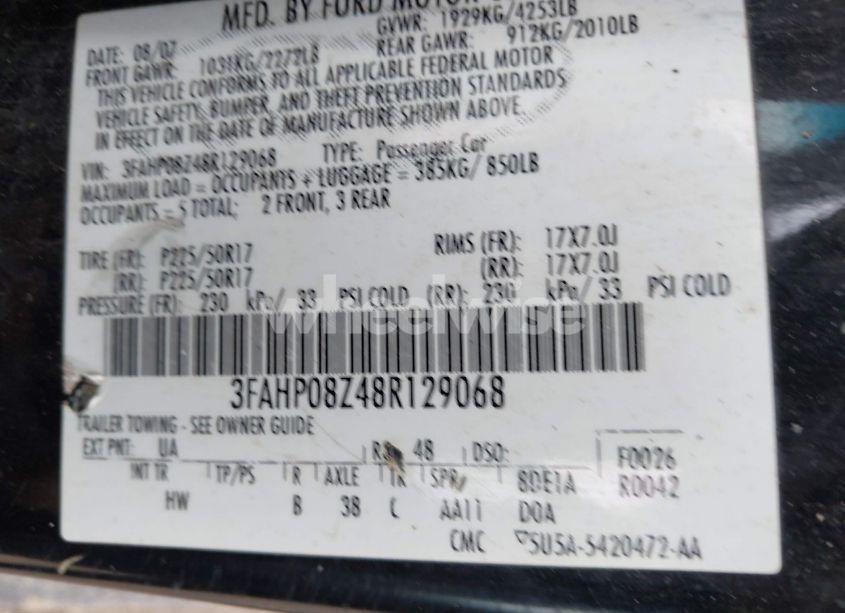 MFD. BY FORD MOTOR
DATE: 08/07 GVWR: 1929KG/4253LB
FRONT GAWR: 1031KG/2272LB REAR GAWR: 912KG/2010LB
THIS VEHICLE CONFORMS TO ALL APPLICABLE FEDERAL MOTOR
VEHICLE SAFETY, BUMPER, AND THEFT PREVENTION STANDARDS
IN EFFECT ON THE DATE OF MANUFACTURE SHOWN ABOVE.
VIN: 3FAHP08Z48R129068 TYPE: Passenger Car
MAXIMUM LOAD = OCCUPANTS + LUGGAGE = 385KG/ 850LB
OCCUPANTS = 5 TOTAL; 2 FRONT, 3 REAR
TIRE (FR): P225/50R17 RIMS (FR): 17X7.0J
(RR): P225/50R17 (RR): 17X7.0J
PRESSURE (FR): 230 kPa/ 33 PSI COLD (RR): 230 kPa/ 33 PSI COLD
wheelwise
3FAHP08Z48R129068
TRAILER TOWING - SEE OWNER GUIDE
EXT PNT: UA 48 DSO: F0026
INT TR TP/PS R AXLE TR SPR 8DE1A R0042
HW B 38 C AA11 DOA
CMC 5U5A-5420472-AA